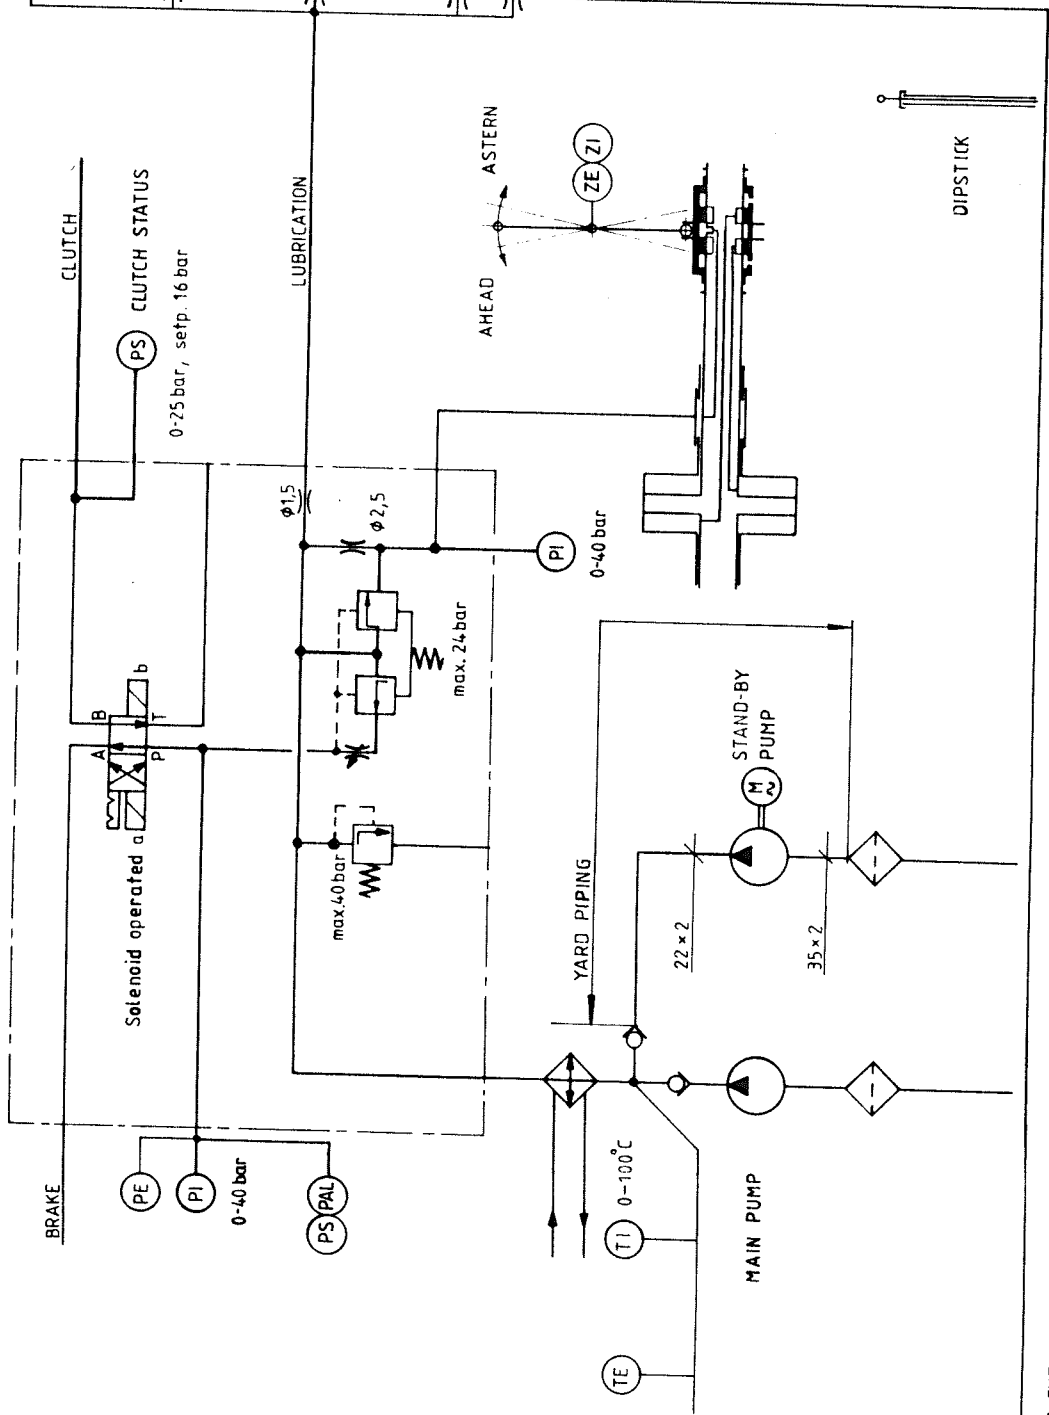 CLUTCH
PS CLUTCH STATUS
0-25 bar, setp. 16 bar
LUBRICATION
ASTERN
AHEAD
ZE ZI
DIPSTICK
Φ1,5
Φ2,5
PI
0-40 bar
max. 24 bar
b
B
T
A
P
Solenoid operated a
max. 40 bar
STAND-BY
PUMP
M
~
YARD PIPING
22 × 2
35 × 2
BRAKE
PE
PI
0-40 bar
PS PAL
TI 0-100°C
TE
MAIN PUMP